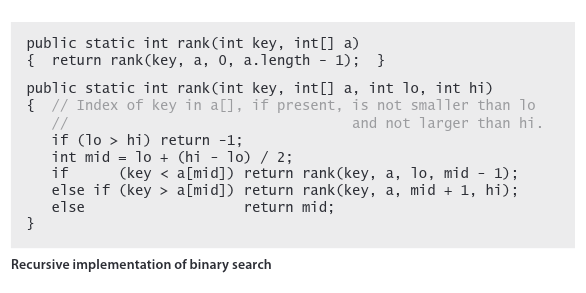 public static int rank(int key, int[] a)
{  return rank(key, a, 0, a.length - 1);  }
public static int rank(int key, int[] a, int lo, int hi)
{  // Index of key in a[], if present, is not smaller than lo
   //                                  and not larger than hi.
   if (lo > hi) return -1;
   int mid = lo + (hi - lo) / 2;
   if      (key < a[mid]) return rank(key, a, lo, mid - 1);
   else if (key > a[mid]) return rank(key, a, mid + 1, hi);
   else                   return mid;
}
Recursive implementation of binary search